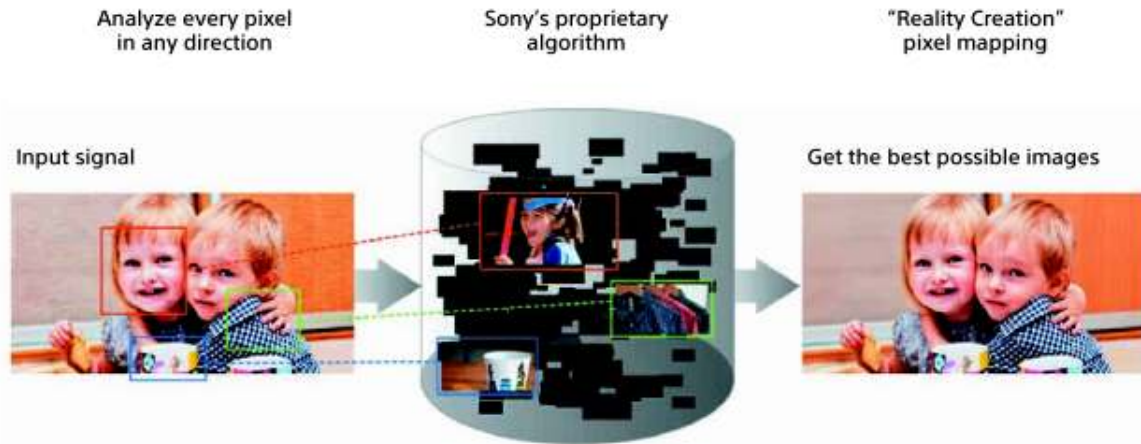 Analyze every pixel
in any direction
Sony's proprietary
algorithm
“Reality Creation”
pixel mapping
Input signal
Get the best possible images